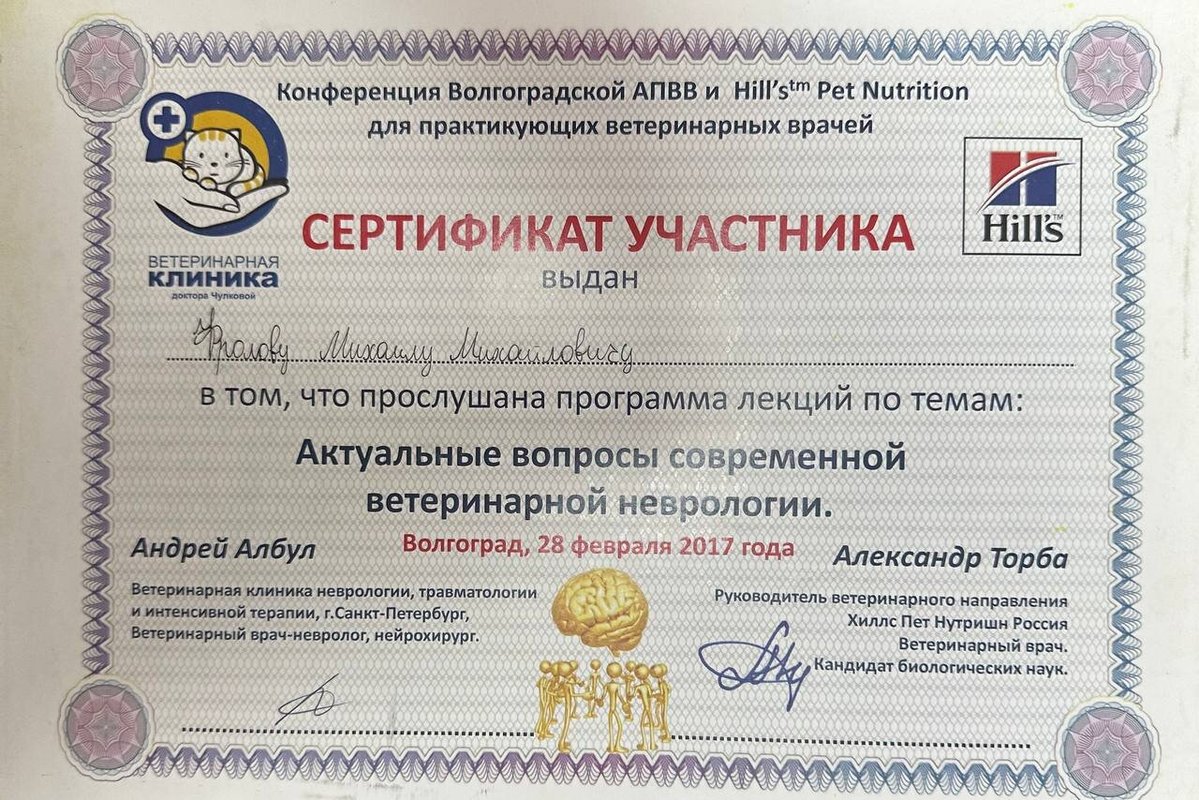 Конференция Волгоградской АПВВ и Hill's™ Pet Nutrition
для практикующих ветеринарных врачей
Hill's™
ВЕТЕРИНАРНАЯ
КЛИНИКА
доктора Чулковой
СЕРТИФИКАТ УЧАСТНИКА
выдан
Фролову Михаилу Михайловичу
в том, что прослушана программа лекций по темам:
Актуальные вопросы современной
ветеринарной неврологии.
Волгоград, 28 февраля 2017 года
Андрей Албул
Ветеринарная клиника неврологии, травматологии
и интенсивной терапии, г.Санкт-Петербург,
Ветеринарный врач-невролог, нейрохирург.
Александр Торба
Руководитель ветеринарного направления
Хиллс Пет Нутришн Россия
Ветеринарный врач.
Кандидат биологических наук.